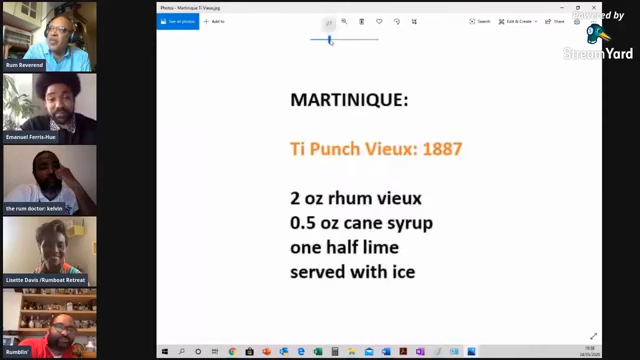 Photos - Martinique Ti Vieux.jpg
See all photos
Add to
Search
Edit & Create
Share
Powered by
StreamYard
Rum Reverend
Emanuel Ferris-Hue
the rum doctor: kelvin
Lisette Davis /Rumboat Retreat
Rumblin'
MARTINIQUE:
Ti Punch Vieux: 1887
2 oz rhum vieux
0.5 oz cane syrup
one half lime
served with ice